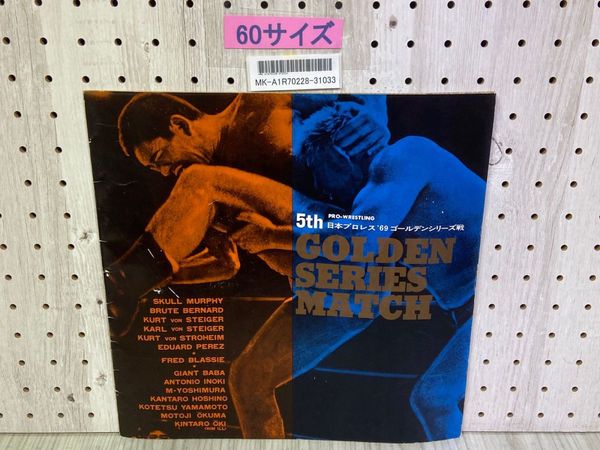 60サイズ
MK-A1R70228-31033
5th PRO-WRESTLING
日本プロレス '69 ゴールデンシリーズ戦
GOLDEN
SERIES
MATCH
SKULL MURPHY
BRUTE BERNARD
KURT VON STEIGER
KARL VON STEIGER
KURT VON STROHEIM
EDUARD PEREZ
*
FRED BLASSIE
*
GIANT BABA
ANTONIO INOKI
M-YOSHIMURA
KANTARO HOSHINO
KOTETSU YAMAMOTO
MOTOJI ŌKUMA
KINTARO ŌKI